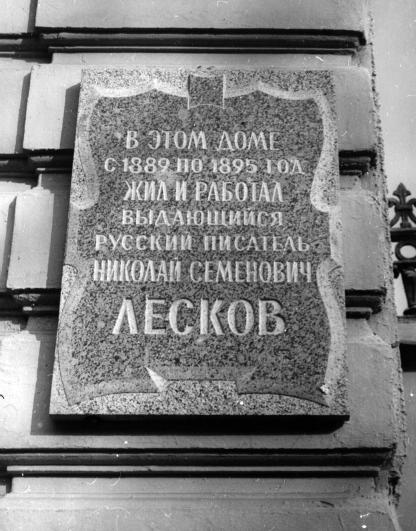 В ЭТОМ ДОМЕ
С 1889 ПО 1895 ГОД
ЖИЛ И РАБОТАЛ
ВЫДАЮЩИЙСЯ
РУССКИЙ ПИСАТЕЛЬ
НИКОЛАЙ СЕМЕНОВИЧ
ЛЕСКОВ